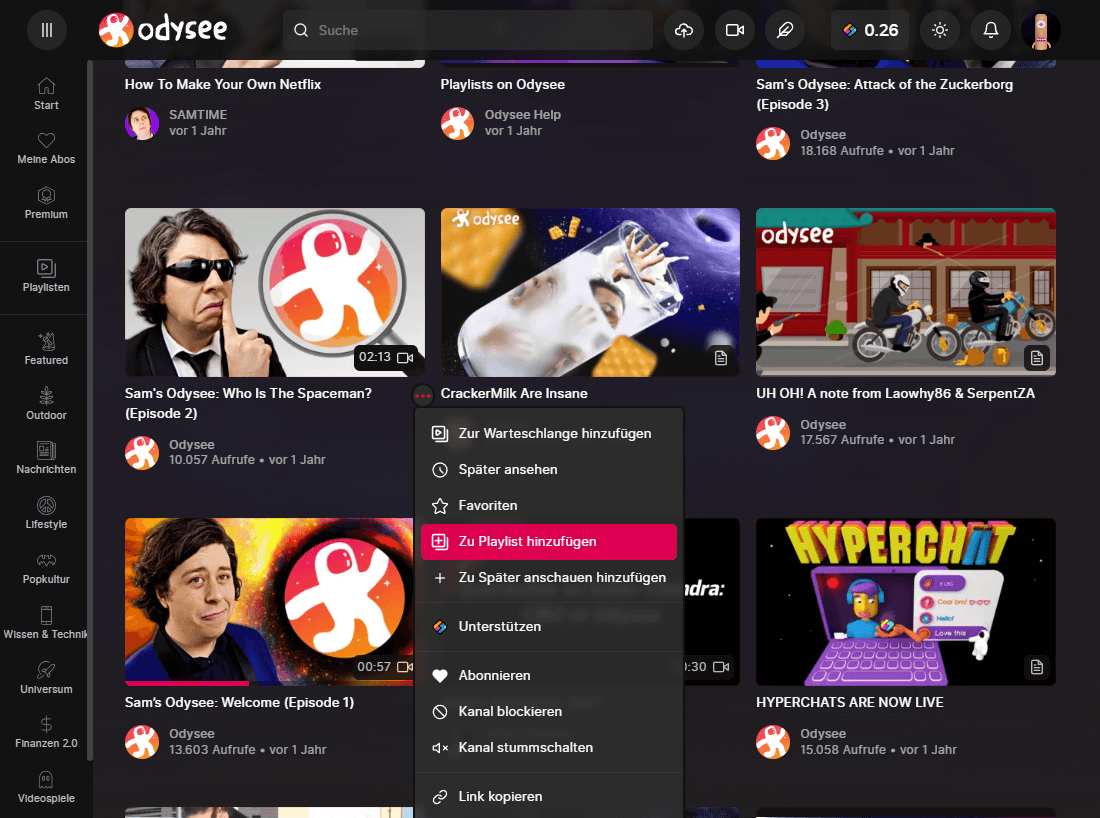 odysee
Suche
0.26
Start
Meine Abos
Premium
Playlisten
Featured
Outdoor
Nachrichten
Lifestyle
Popkultur
Wissen & Technik
Universum
Finanzen 2.0
Videospiele
How To Make Your Own Netflix
SAMTIME
vor 1 Jahr
Playlists on Odysee
Odysee Help
vor 1 Jahr
Sam's Odysee: Attack of the Zuckerborg
(Episode 3)
Odysee
18.168 Aufrufe • vor 1 Jahr
02:13
Sam's Odysee: Who Is The Spaceman?
(Episode 2)
Odysee
10.057 Aufrufe • vor 1 Jahr
odysee
CrackerMilk Are Insane
odysee
UH OH! A note from Laowhy86 & SerpentZA
Odysee
17.567 Aufrufe • vor 1 Jahr
Zur Warteschlange hinzufügen
Später ansehen
Favoriten
Zu Playlist hinzufügen
Zu Später anschauen hinzufügen
Unterstützen
Abonnieren
Kanal blockieren
Kanal stummschalten
Link kopieren
00:57
Sam's Odysee: Welcome (Episode 1)
Odysee
13.603 Aufrufe • vor 1 Jahr
ndra:
:30
HYPERCHAT
Hello!
Love this
HYPERCHATS ARE NOW LIVE
Odysee
15.058 Aufrufe • vor 1 Jahr